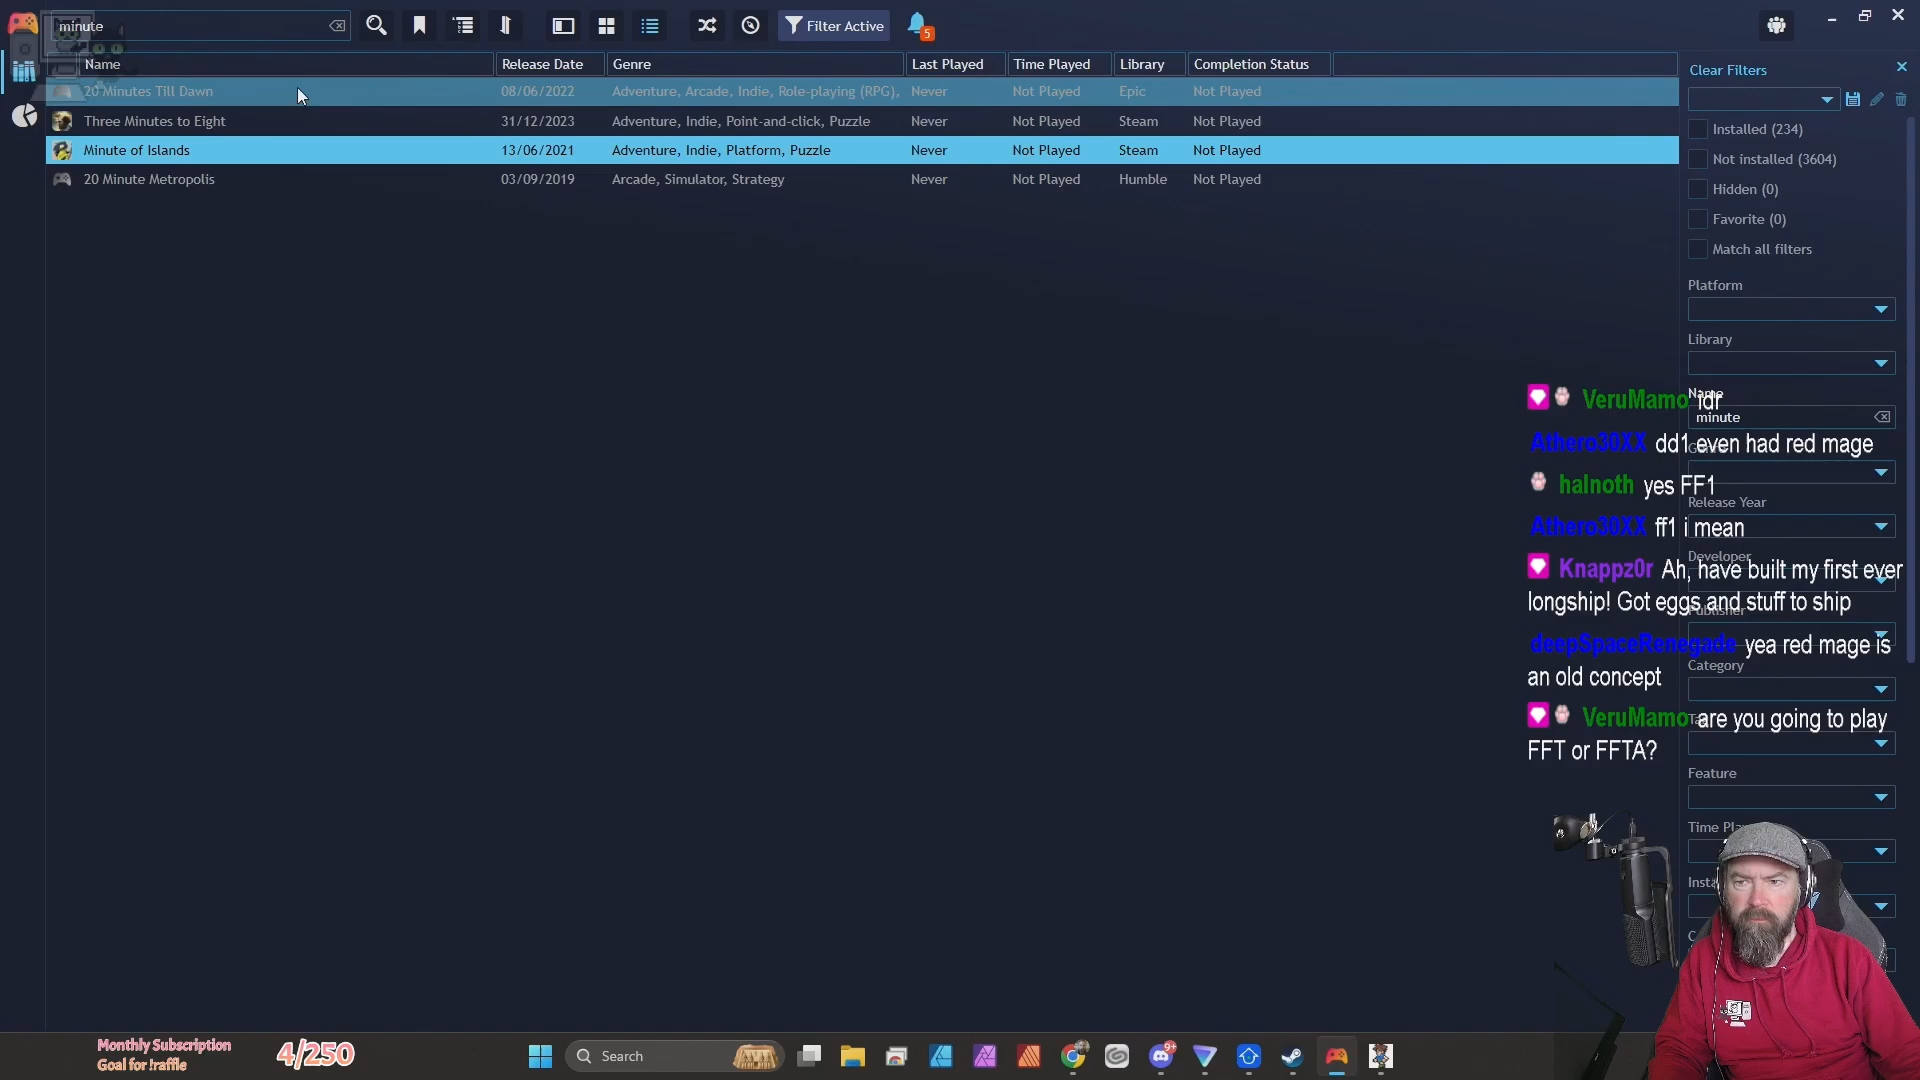 minute
Filter Active
5
Name Release Date Genre Last Played Time Played Library Completion Status
20 Minutes Till Dawn 08/06/2022 Adventure, Arcade, Indie, Role-playing (RPG), Never Not Played Epic Not Played
Three Minutes to Eight 31/12/2023 Adventure, Indie, Point-and-click, Puzzle Never Not Played Steam Not Played
Minute of Islands 13/06/2021 Adventure, Indie, Platform, Puzzle Never Not Played Steam Not Played
20 Minute Metropolis 03/09/2019 Arcade, Simulator, Strategy Never Not Played Humble Not Played
Clear Filters
Installed (234)
Not installed (3604)
Hidden (0)
Favorite (0)
Match all filters
Platform
Library
Name
minute
Release Year
Developer
Publisher
Category
Feature
VeruMamo idr
Athero30XX dd1 even had red mage
halnoth yes FF1
Athero30XX ff1 i mean
Knappz0r Ah, have built my first ever
longship! Got eggs and stuff to ship
deepSpaceRenegade yea red mage is
an old concept
VeruMamo are you going to play
FFT or FFTA?
Monthly Subscription
Goal for !raffle
4/250
Search
9+